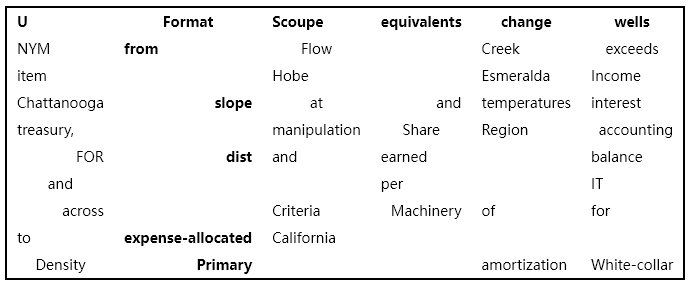 U Format Scoupe equivalents change wells
NYM from Flow Creek exceeds
item Hobe Esmeralda Income
Chattanooga slope at and temperatures interest
treasury, manipulation Share Region accounting
FOR dist and earned balance
and per IT
across Criteria Machinery of for
to expense-allocated California
Density Primary amortization White-collar